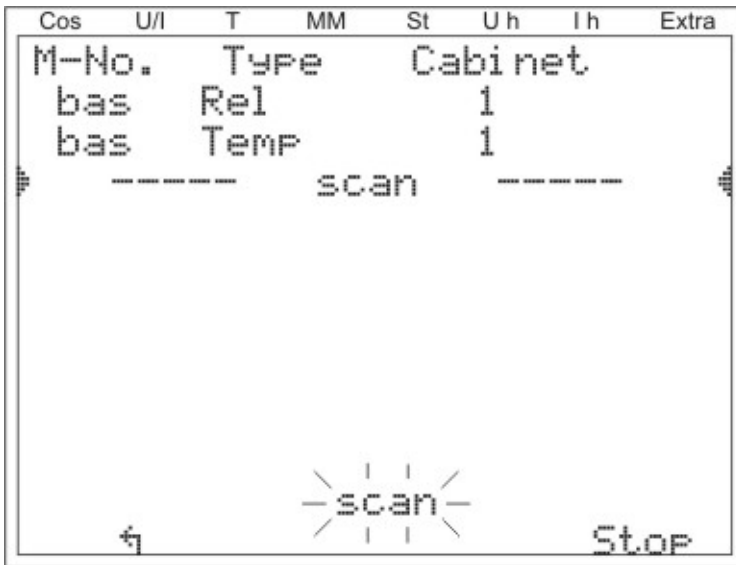 Cos U/I T MM St U h I h Extra
M-No. Type Cabinet
bas Rel 1
bas Temp 1
----- scan -----
scan
Stop